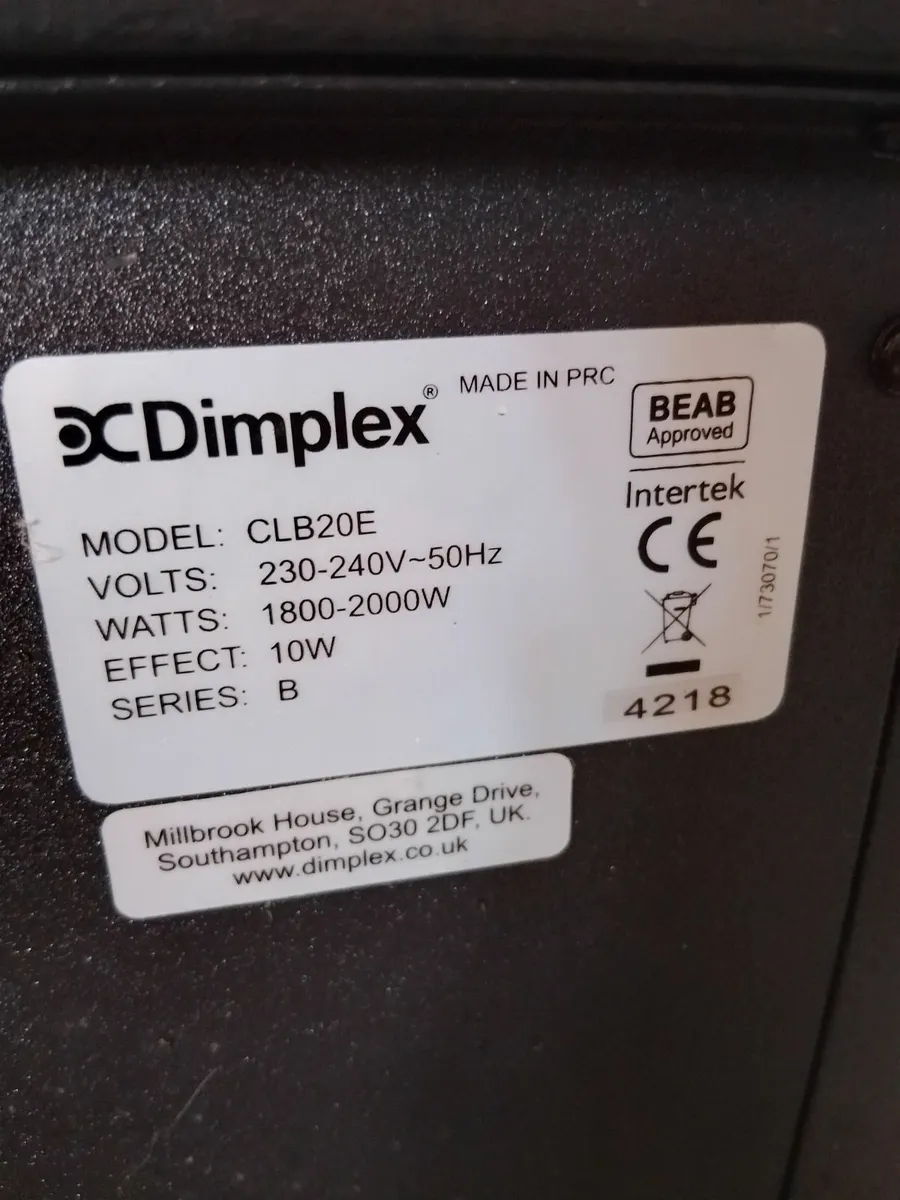 Dimplex®
MADE IN PRC
BEAB
Approved
Intertek
CE
MODEL: CLB20E
VOLTS: 230-240V~50Hz
WATTS: 1800-2000W
EFFECT: 10W
SERIES: B
1/73070/1
4218
Millbrook House, Grange Drive,
Southampton, SO30 2DF, UK.
www.dimplex.co.uk